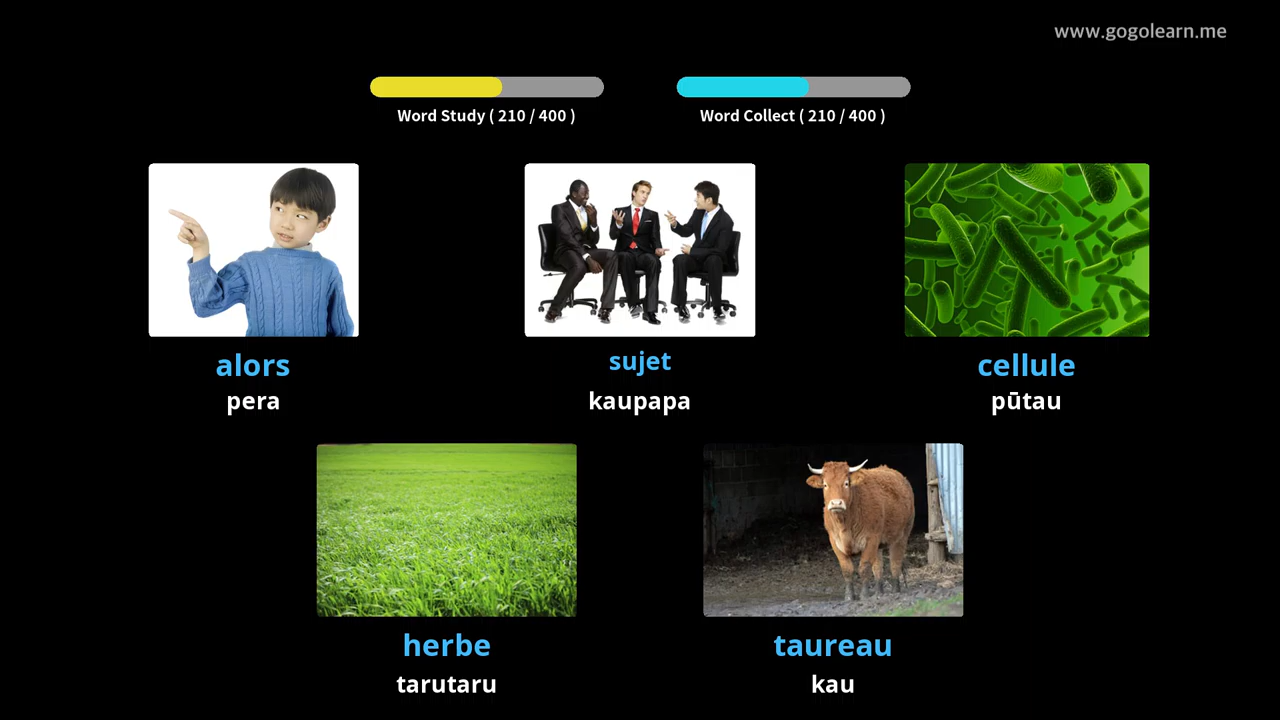 www.gogolearn.me
Word Study ( 210 / 400 )
Word Collect ( 210 / 400 )
alors
pera
sujet
kaupapa
cellule
pūtau
herbe
tarutaru
taureau
kau